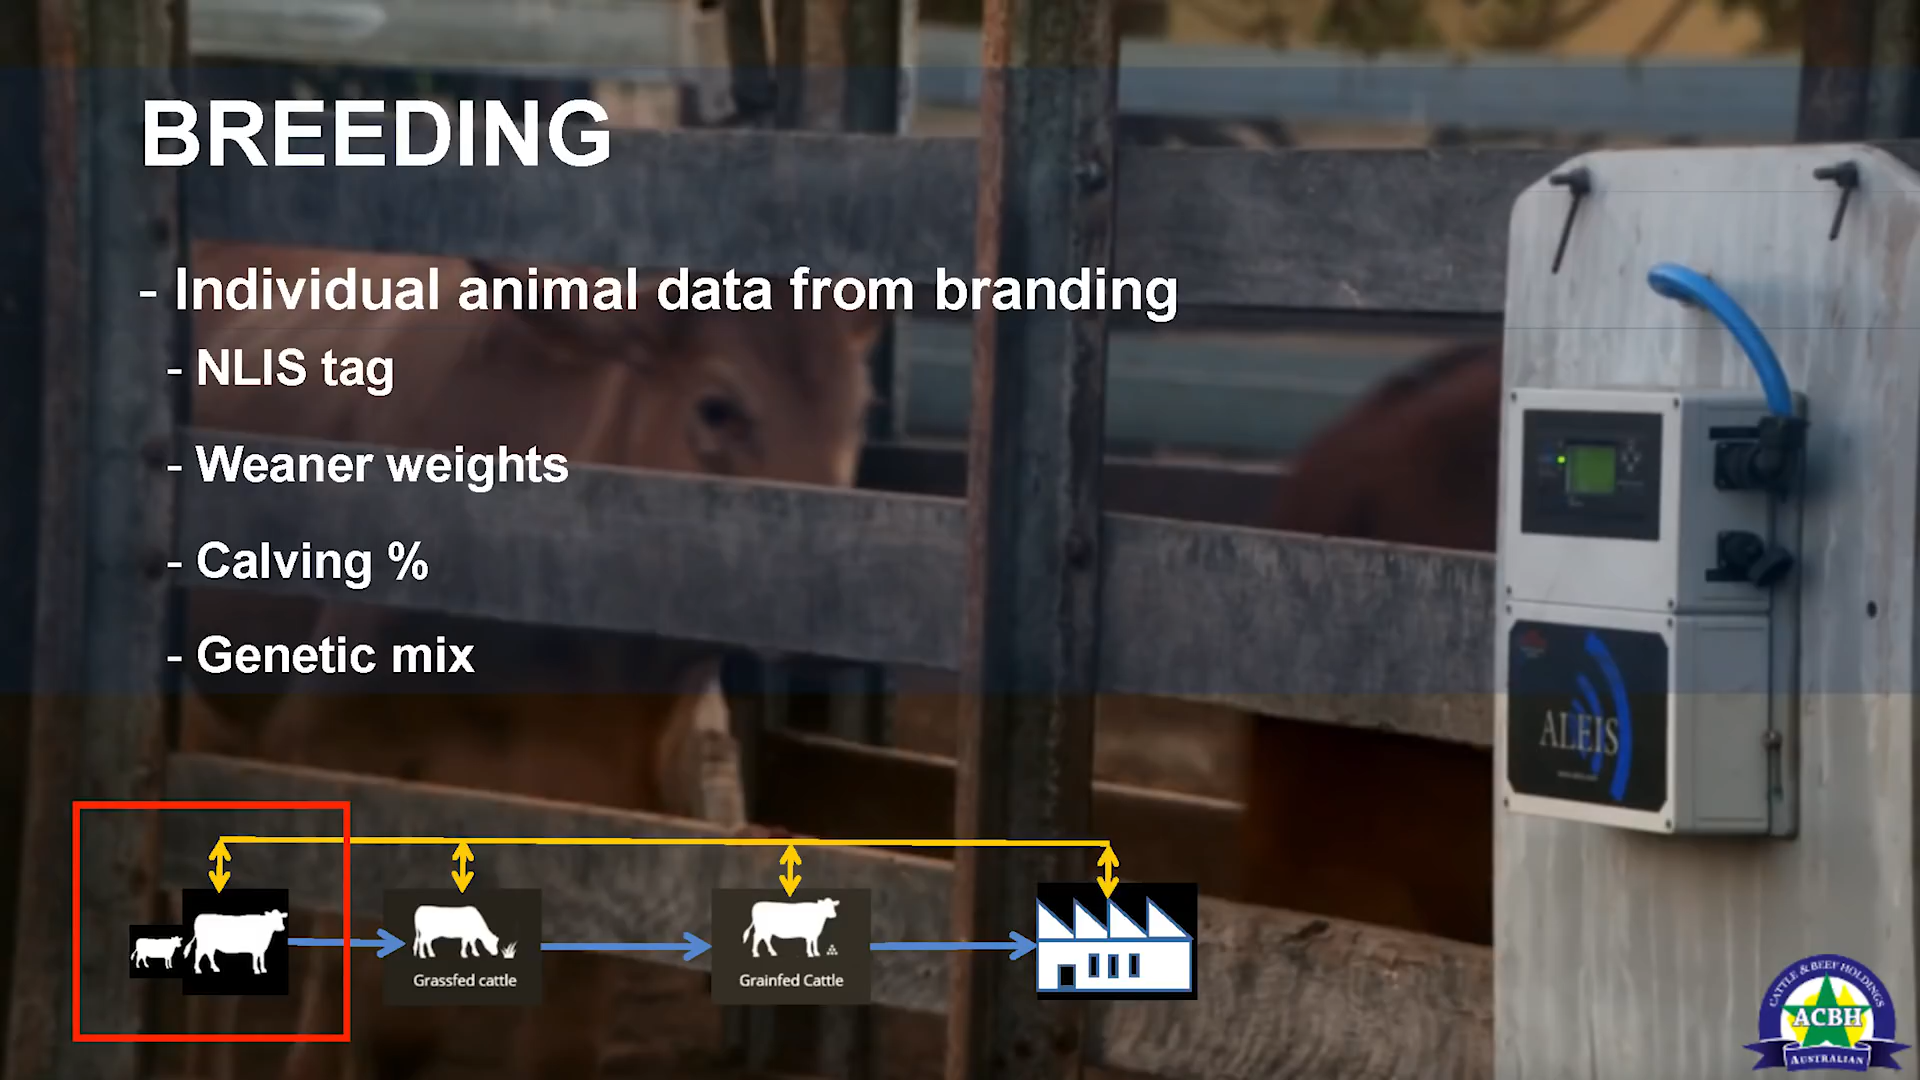 BREEDING
- Individual animal data from branding
- NLIS tag
- Weaner weights
- Calving %
- Genetic mix
ALEIS
Grassfed cattle
Grainfed Cattle
CATTLE & BEEF HOLDINGS
ACBH
AUSTRALIAN